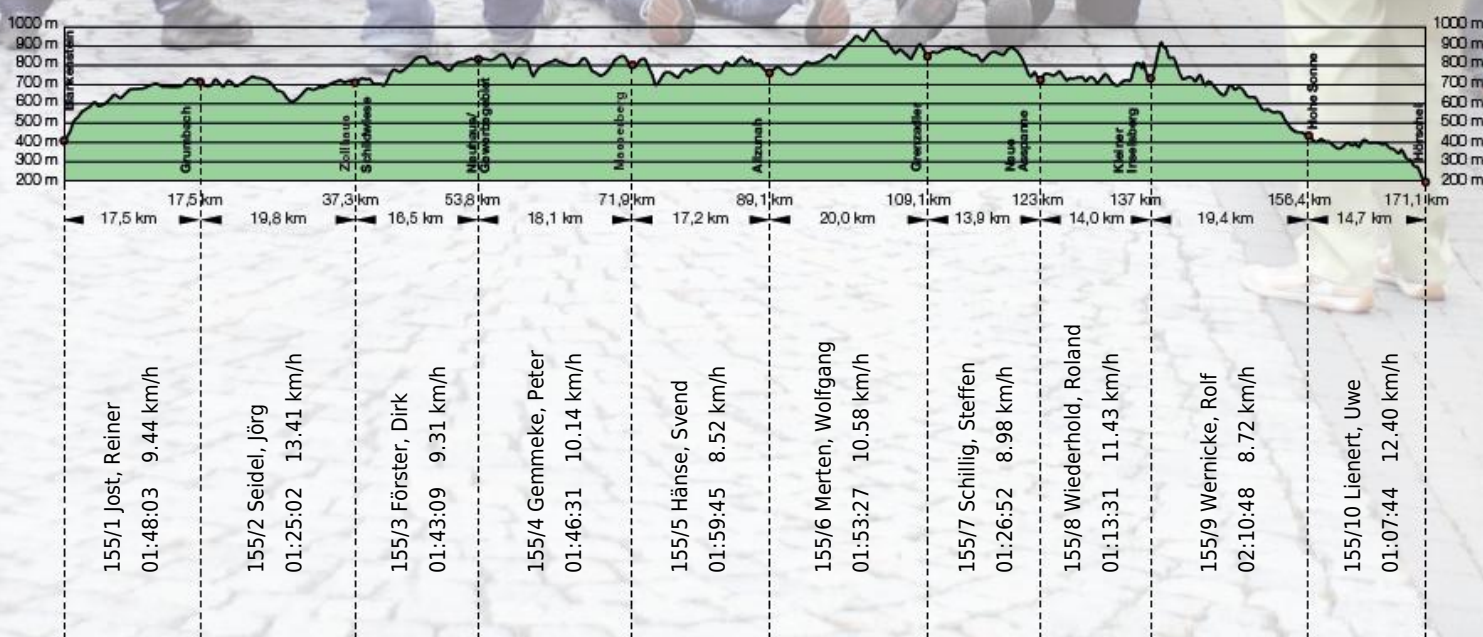 1000 m
900 m
800 m
700 m
600 m
500 m
400 m
300 m
200 m
1000 m
900 m
800 m
700 m
600 m
500 m
400 m
300 m
200 m
Blankenstein
Grumbach
Zollhaus
Schildwiese
Neuhaus/
Masserberg
Allzunah
Grenzadler
Neue
Ausspanne
Kleiner
Inselsberg
Hohe Sonne
Hörschel
17,5 km
37,3 km
53,8 km
71,9 km
89,1 km
109,1 km
123 km
137 km
156,4 km
171,1 km
17,5 km
19,8 km
16,5 km
18,1 km
17,2 km
20,0 km
13,9 km
14,0 km
19,4 km
14,7 km
155/1 Jost, Reiner
01:48:03 9.44 km/h
155/2 Seidel, Jörg
01:25:02 13.41 km/h
155/3 Förster, Dirk
01:43:09 9.31 km/h
155/4 Gemmeke, Peter
01:46:31 10.14 km/h
155/5 Hänse, Svend
01:59:45 8.52 km/h
155/6 Merten, Wolfgang
01:53:27 10.58 km/h
155/7 Schillig, Steffen
01:26:52 8.98 km/h
155/8 Wiederhold, Roland
01:13:31 11.43 km/h
155/9 Wernicke, Rolf
02:10:48 8.72 km/h
155/10 Lienert, Uwe
01:07:44 12.40 km/h